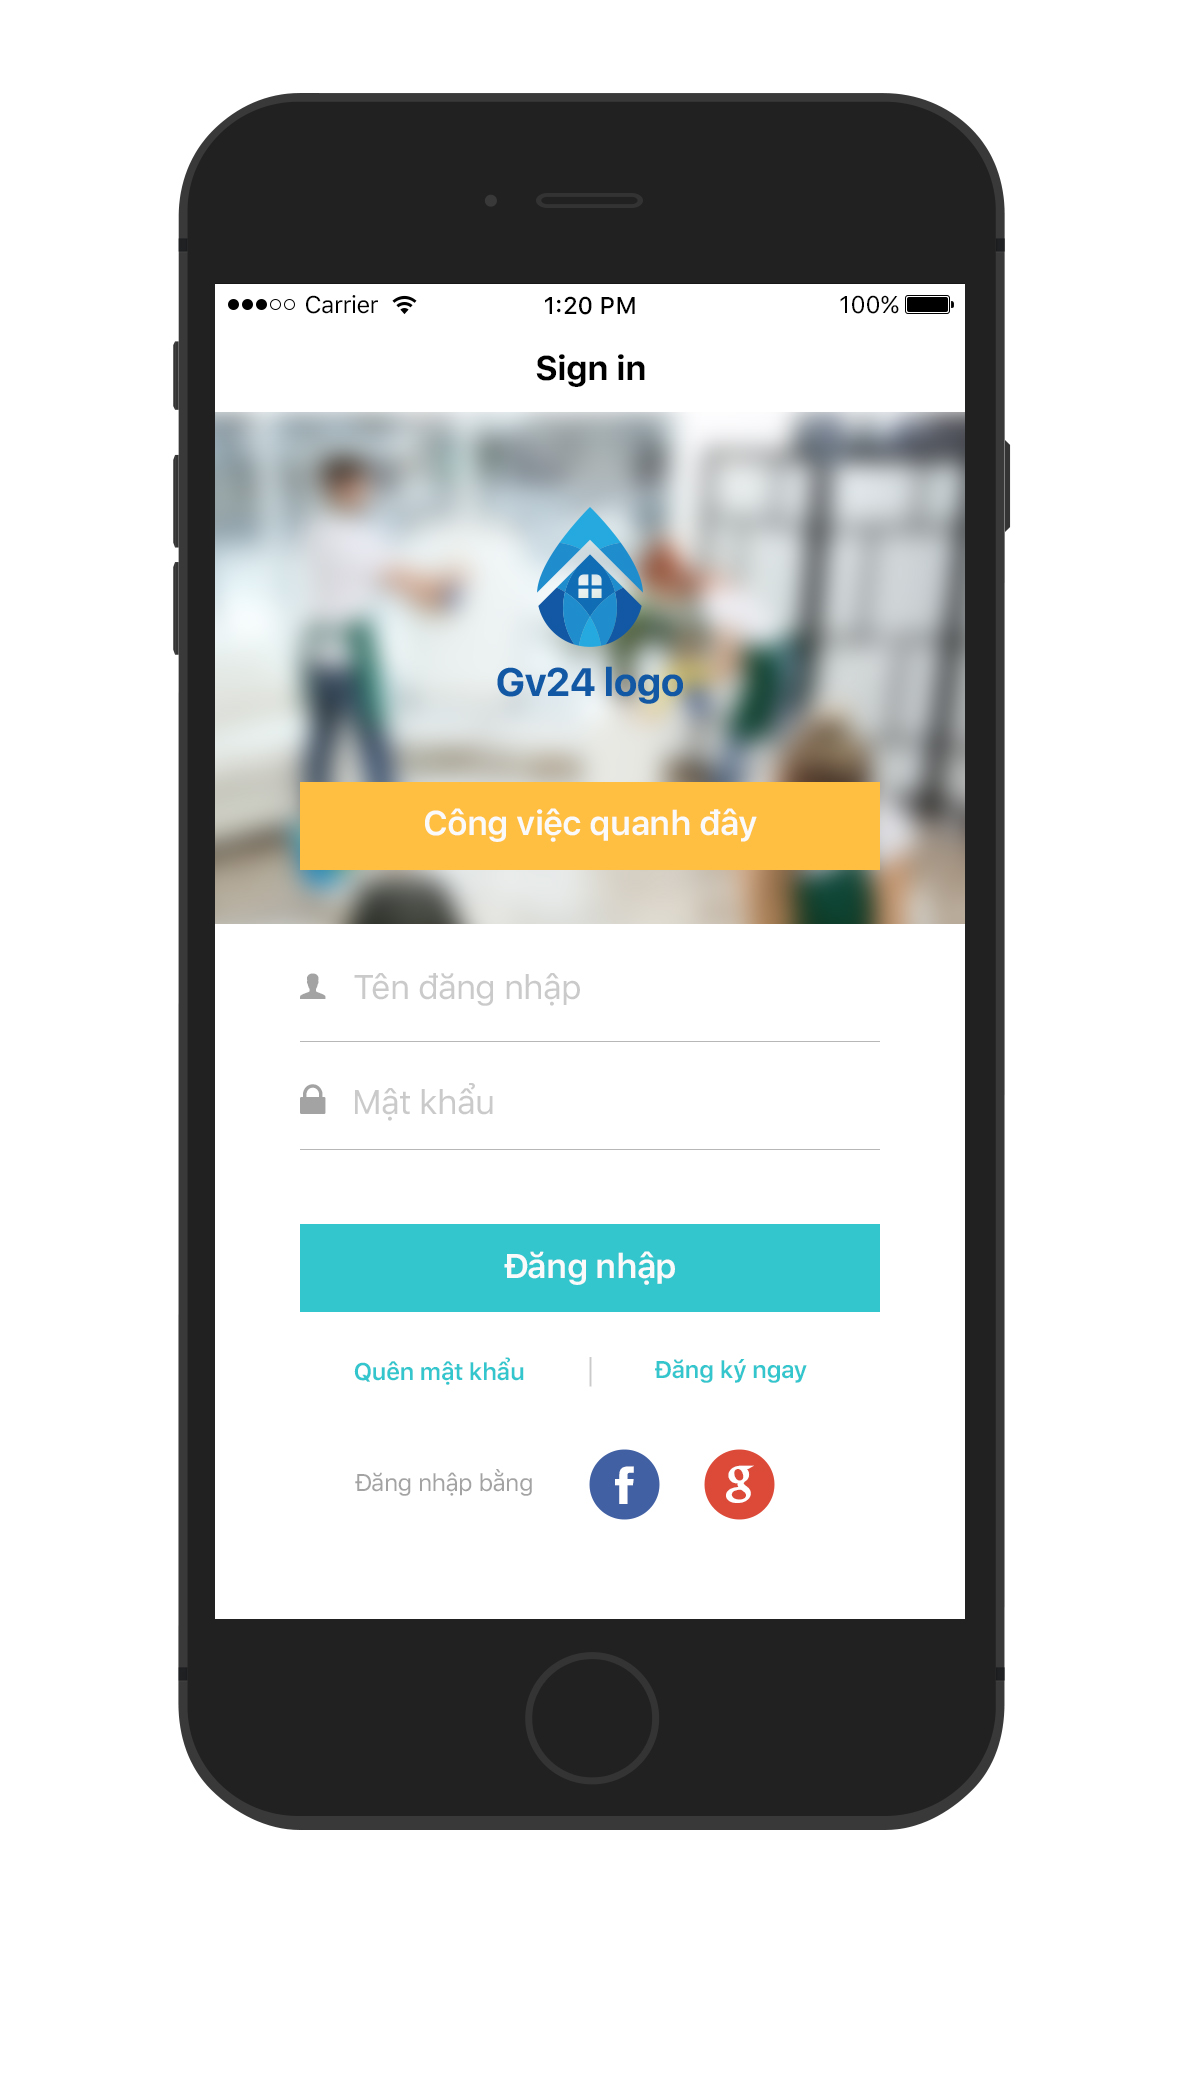 Carrier 1:20 PM 100%
Sign in
Gv24 logo
Công việc quanh đây
Tên đăng nhập
Mật khẩu
Đăng nhập
Quên mật khẩu | Đăng ký ngay
Đăng nhập bằng f g